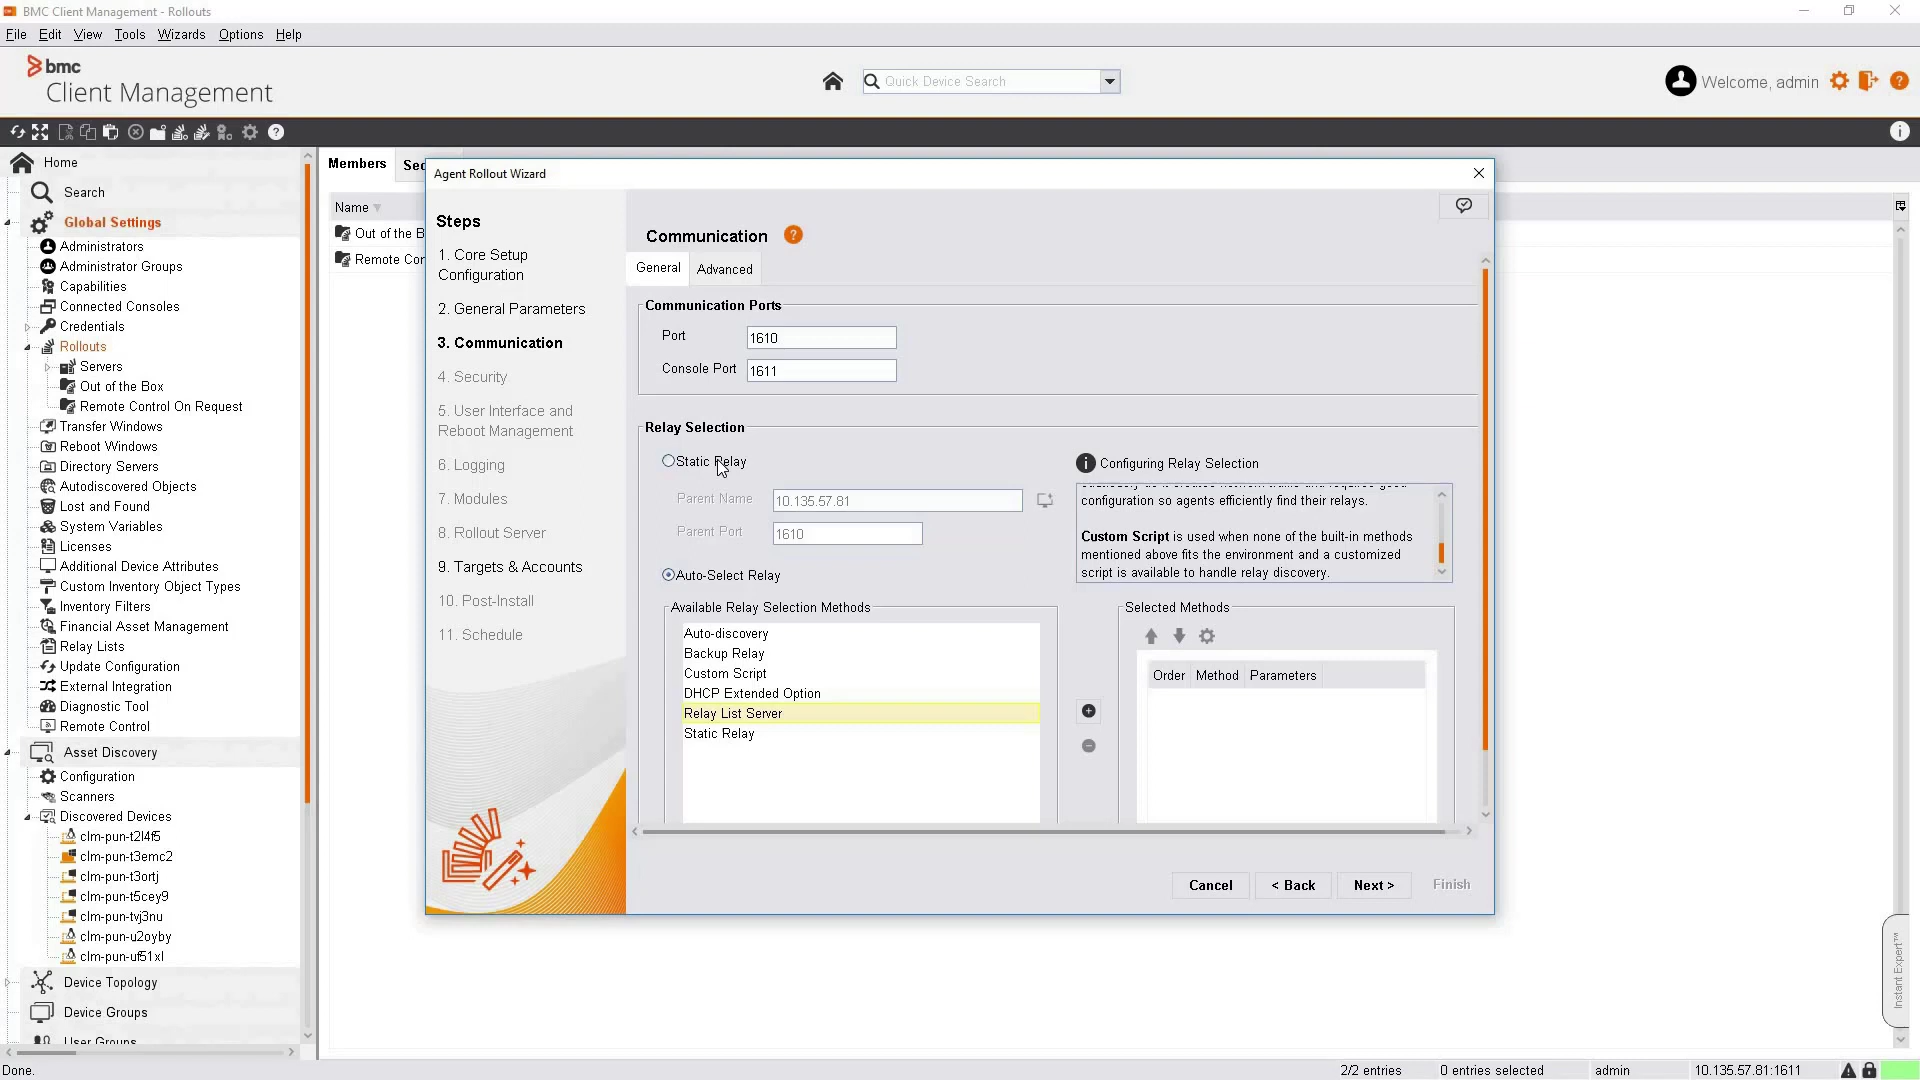 BMC Client Management - Rollouts
File Edit View Tools Wizards Options Help
bmc
Client Management
Quick Device Search
Welcome, admin
Home
Search
Global Settings
Administrators
Administrator Groups
Capabilities
Connected Consoles
Credentials
Rollouts
Servers
Out of the Box
Remote Control On Request
Transfer Windows
Reboot Windows
Directory Servers
Autodiscovered Objects
Lost and Found
System Variables
Licenses
Additional Device Attributes
Custom Inventory Object Types
Inventory Filters
Financial Asset Management
Relay Lists
Update Configuration
External Integration
Diagnostic Tool
Remote Control
Asset Discovery
Configuration
Scanners
Discovered Devices
clm-pun-t2l4f5
clm-pun-t3emc2
clm-pun-t3ortj
clm-pun-t5cey9
clm-pun-tvj3nu
clm-pun-u2oyby
clm-pun-uf51xl
Device Topology
Device Groups
User Groups
Members Sec
Name
Out of the B
Remote Cor
Agent Rollout Wizard
Steps
1. Core Setup
Configuration
2. General Parameters
3. Communication
4. Security
5. User Interface and
Reboot Management
6. Logging
7. Modules
8. Rollout Server
9. Targets & Accounts
10. Post-Install
11. Schedule
Communication ?
General Advanced
Communication Ports
Port 1610
Console Port 1611
Relay Selection
Static Relay
Parent Name 10.135.57.81
Parent Port 1610
Auto-Select Relay
Configuring Relay Selection
configuration so agents efficiently find their relays.
Custom Script is used when none of the built-in methods
mentioned above fits the environment and a customized
script is available to handle relay discovery.
Available Relay Selection Methods
Auto-discovery
Backup Relay
Custom Script
DHCP Extended Option
Relay List Server
Static Relay
Selected Methods
Order Method Parameters
Cancel < Back Next > Finish
Instant Expert™
Done.
2/2 entries 0 entries selected admin 10.135.57.81:1611